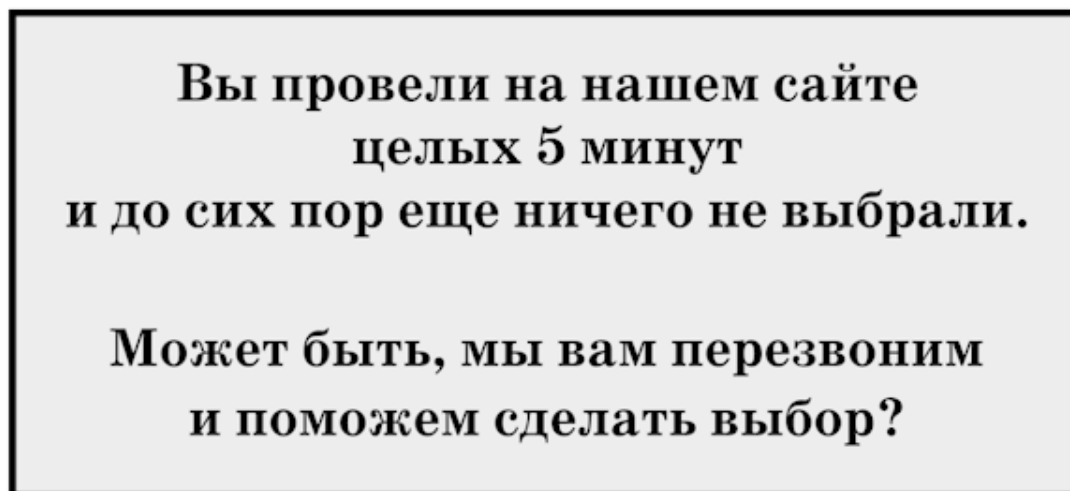 Вы провели на нашем сайте
целых 5 минут
и до сих пор еще ничего не выбрали.
Может быть, мы вам перезвоним
и поможем сделать выбор?